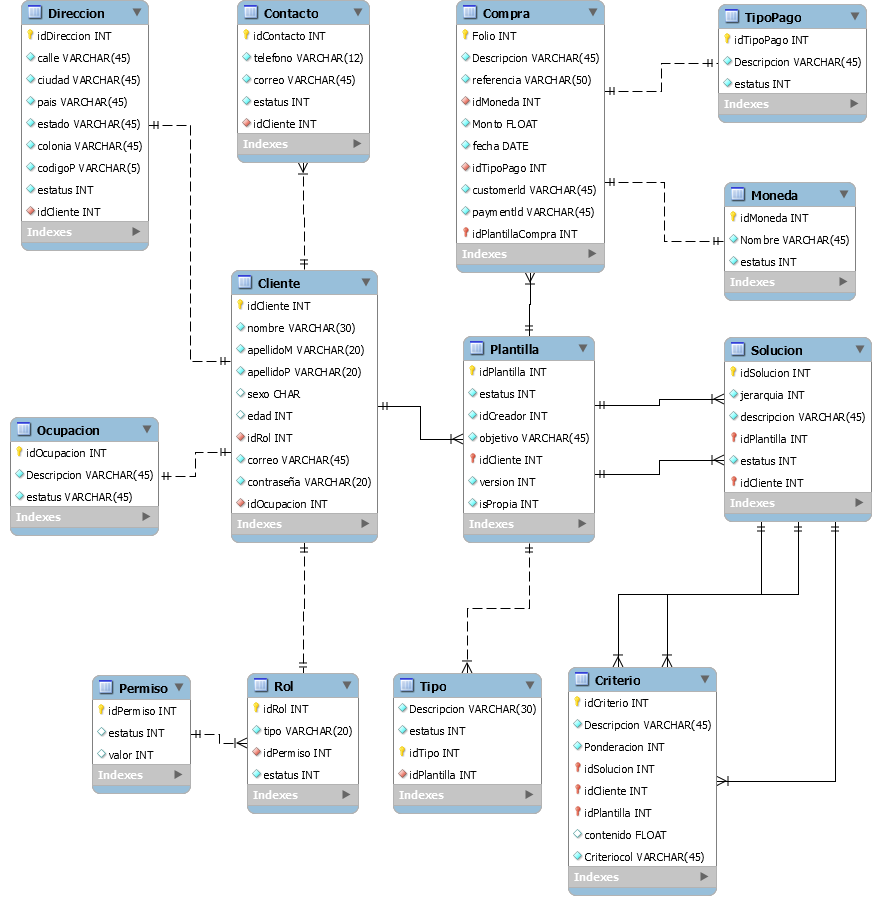 Direccion
idDireccion INT
calle VARCHAR(45)
ciudad VARCHAR(45)
pais VARCHAR(45)
estado VARCHAR(45)
colonia VARCHAR(45)
codigoP VARCHAR(5)
estatus INT
idCliente INT
Indexes
Contacto
idContacto INT
telefono VARCHAR(12)
correo VARCHAR(45)
estatus INT
idCliente INT
Indexes
Compra
Folio INT
Descripcion VARCHAR(45)
referencia VARCHAR(50)
idMoneda INT
Monto FLOAT
fecha DATE
idTipoPago INT
customerId VARCHAR(45)
paymentId VARCHAR(45)
idPlantillaCompra INT
Indexes
TipoPago
idTipoPago INT
Descripcion VARCHAR(45)
estatus INT
Indexes
Moneda
idMoneda INT
Nombre VARCHAR(45)
estatus INT
Indexes
Cliente
idCliente INT
nombre VARCHAR(30)
apellidoM VARCHAR(20)
apellidoP VARCHAR(20)
sexo CHAR
edad INT
idRol INT
correo VARCHAR(45)
contraseña VARCHAR(20)
idOcupacion INT
Indexes
Plantilla
idPlantilla INT
estatus INT
idCreador INT
objetivo VARCHAR(45)
idCliente INT
version INT
isPropia INT
Indexes
Solucion
idSolucion INT
jerarquia INT
descripcion VARCHAR(45)
idPlantilla INT
estatus INT
idCliente INT
Indexes
Ocupacion
idOcupacion INT
Descripcion VARCHAR(45)
estatus VARCHAR(45)
Indexes
Permiso
idPermiso INT
estatus INT
valor INT
Indexes
Rol
idRol INT
tipo VARCHAR(20)
idPermiso INT
estatus INT
Indexes
Tipo
Descripcion VARCHAR(30)
estatus INT
idTipo INT
idPlantilla INT
Indexes
Criterio
idCriterio INT
Descripcion VARCHAR(45)
Ponderacion INT
idSolucion INT
idCliente INT
idPlantilla INT
contenido FLOAT
Criteriocol VARCHAR(45)
Indexes